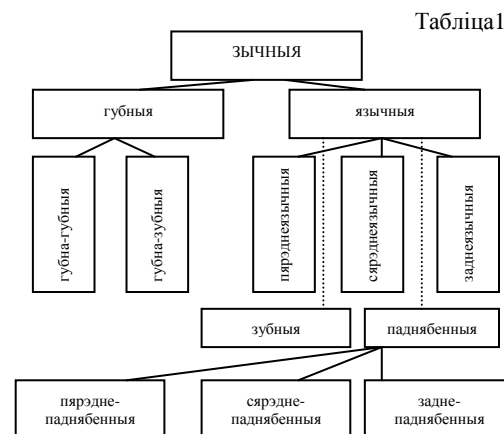 Табліца1
ЗЫЧНЫЯ
губныя
язычныя
губна-губныя
губна-зубныя
пярэднеязычныя
сярэднеязычныя
заднеязычныя
зубныя
паднябенныя
пярэдне-
паднябенныя
сярэдне-
паднябенныя
задне-
паднябенныя